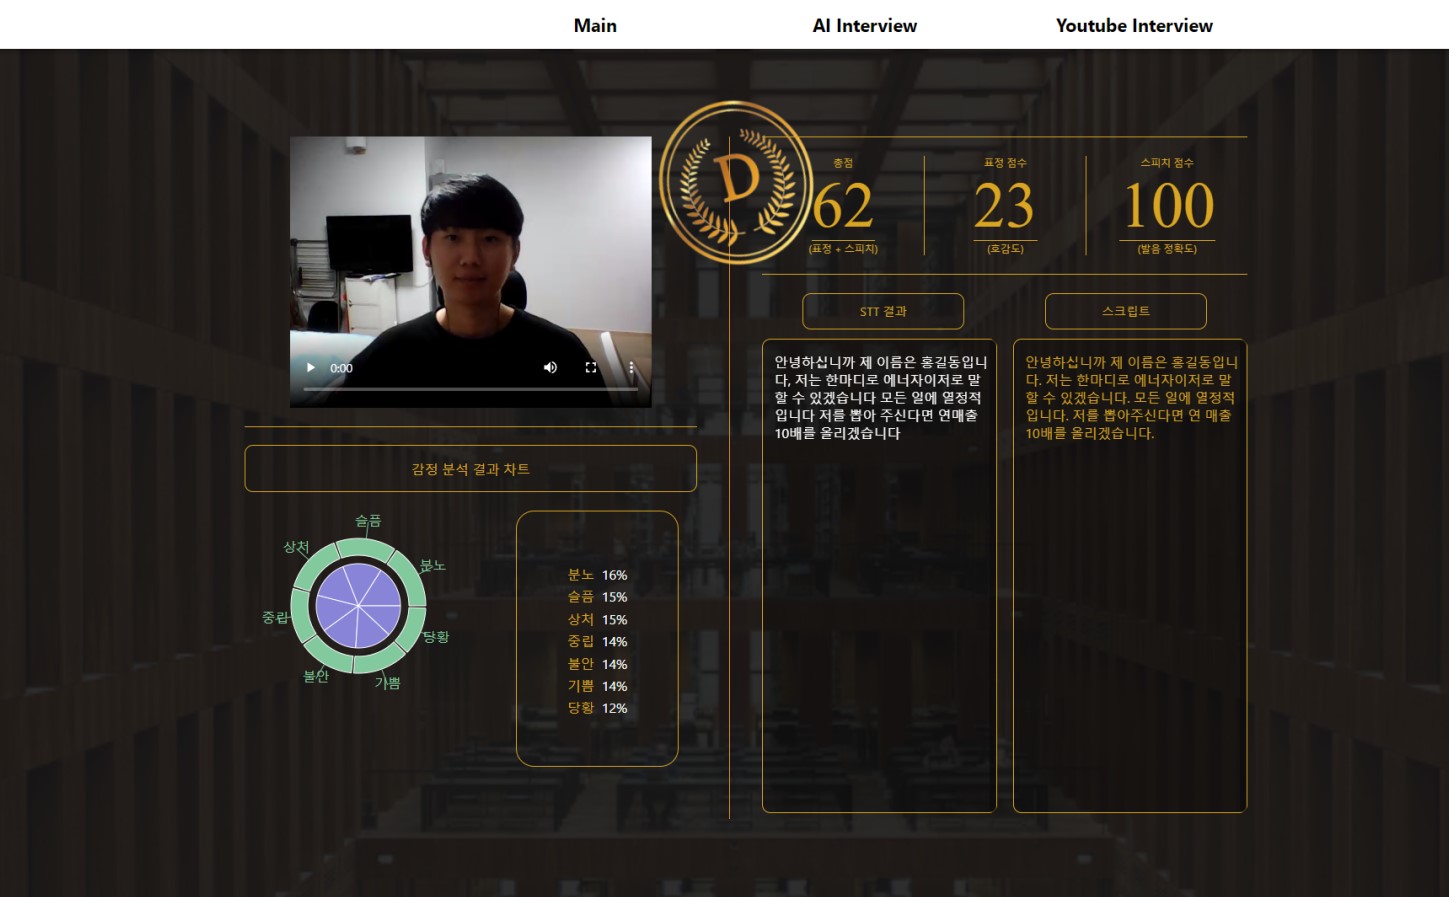 Main
AI Interview
Youtube Interview
D
총점
62
(표정 + 스피치)
표정 점수
23
(호감도)
스피치 점수
100
(발음 정확도)
0:00
감정 분석 결과 차트
슬픔
상처
분노
중립
당황
불안
기쁨
분노 16%
슬픔 15%
상처 15%
중립 14%
불안 14%
기쁨 14%
당황 12%
STT 결과
안녕하십니까 제 이름은 홍길동입니
다, 저는 한마디로 에너자이저로 말
할 수 있겠습니다 모든 일에 열정적
입니다 저를 뽑아 주신다면 연매출
10배를 올리겠습니다
스크립트
안녕하십니까 제 이름은 홍길동입니
다. 저는 한마디로 에너자이저로 말
할 수 있겠습니다. 모든 일에 열정적
입니다. 저를 뽑아주신다면 연 매출
10배를 올리겠습니다.